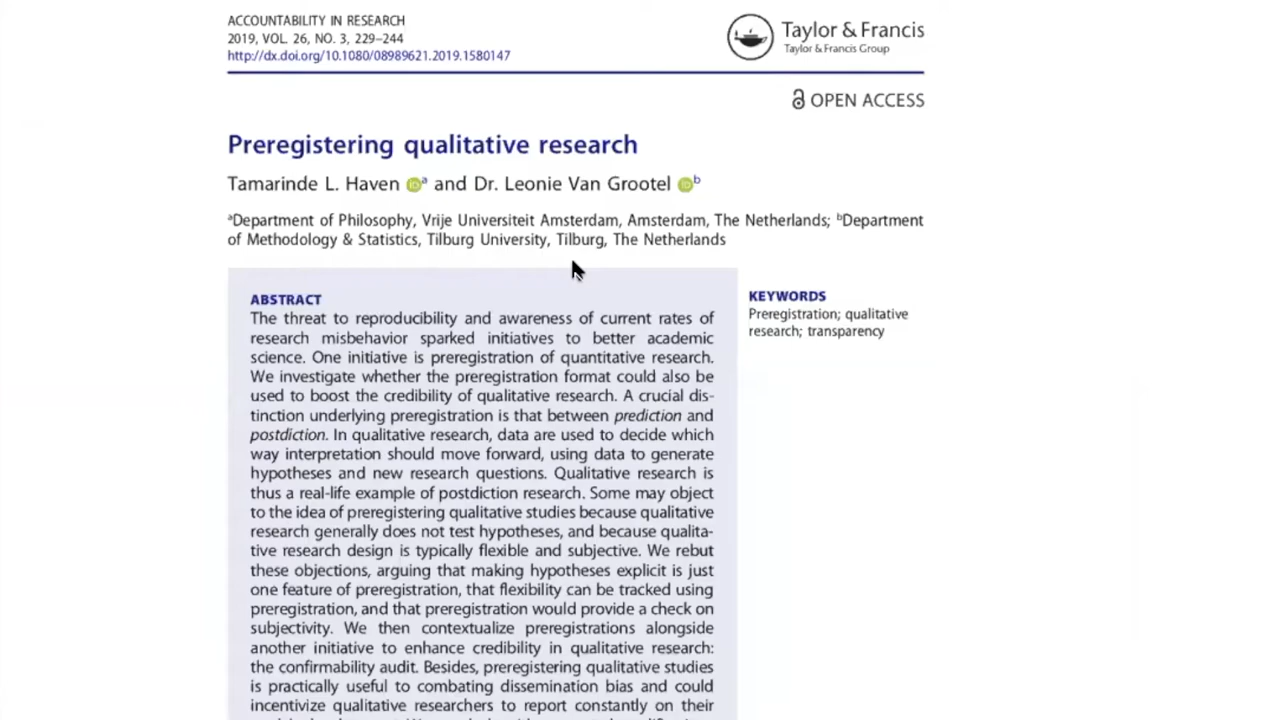 ACCOUNTABILITY IN RESEARCH
2019, VOL. 26, NO. 3, 229–244
http://dx.doi.org/10.1080/08989621.2019.1580147
Taylor & Francis
Taylor & Francis Group
OPEN ACCESS
Preregistering qualitative research
Tamarinde L. Haven iD a and Dr. Leonie Van Grootel iD b
aDepartment of Philosophy, Vrije Universiteit Amsterdam, Amsterdam, The Netherlands; bDepartment
of Methodology & Statistics, Tilburg University, Tilburg, The Netherlands
ABSTRACT
The threat to reproducibility and awareness of current rates of
research misbehavior sparked initiatives to better academic
science. One initiative is preregistration of quantitative research.
We investigate whether the preregistration format could also be
used to boost the credibility of qualitative research. A crucial dis-
tinction underlying preregistration is that between prediction and
postdiction. In qualitative research, data are used to decide which
way interpretation should move forward, using data to generate
hypotheses and new research questions. Qualitative research is
thus a real-life example of postdiction research. Some may object
to the idea of preregistering qualitative studies because qualitative
research generally does not test hypotheses, and because qualita-
tive research design is typically flexible and subjective. We rebut
these objections, arguing that making hypotheses explicit is just
one feature of preregistration, that flexibility can be tracked using
preregistration, and that preregistration would provide a check on
subjectivity. We then contextualize preregistrations alongside
another initiative to enhance credibility in qualitative research:
the confirmability audit. Besides, preregistering qualitative studies
is practically useful to combating dissemination bias and could
incentivize qualitative researchers to report constantly on their
KEYWORDS
Preregistration; qualitative
research; transparency